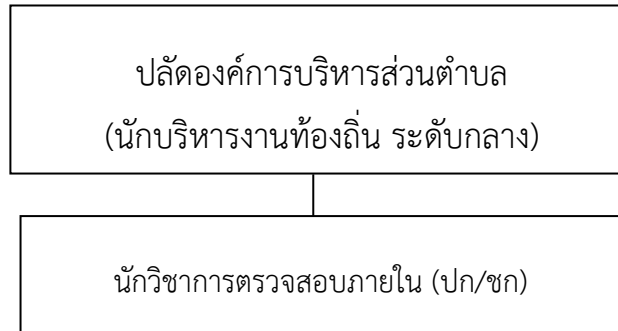 ปลัดองค์การบริหารส่วนตำบล
(นักบริหารงานท้องถิ่น ระดับกลาง)
นักวิชาการตรวจสอบภายใน (ปก/ชก)